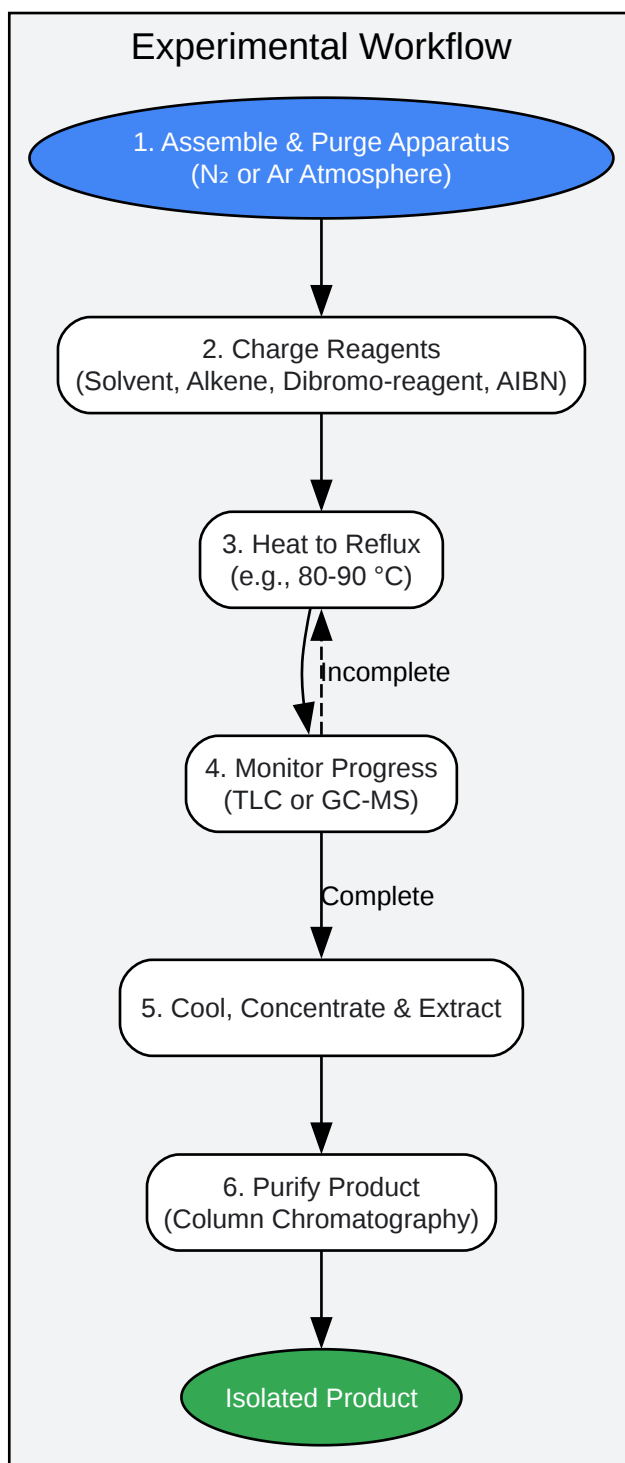 Experimental Workflow
1. Assemble & Purge Apparatus
(N₂ or Ar Atmosphere)
2. Charge Reagents
(Solvent, Alkene, Dibromo-reagent, AIBN)
3. Heat to Reflux
(e.g., 80-90 °C)
Incomplete
4. Monitor Progress
(TLC or GC-MS)
Complete
5. Cool, Concentrate & Extract
6. Purify Product
(Column Chromatography)
Isolated Product